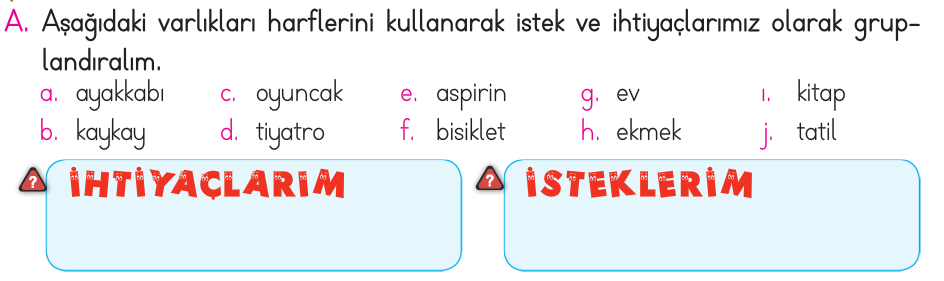 A. Aşağıdaki varlıkları harflerini kullanarak istek ve ihtiyaçlarımız olarak grup-
landıralım.
a. ayakkabı c. oyuncak e. aspirin g. ev ı. kitap
b. kaykay d. tiyatro f. bisiklet h. ekmek j. tatil
? İHTİYAÇLARIM ? İSTEKLERİM